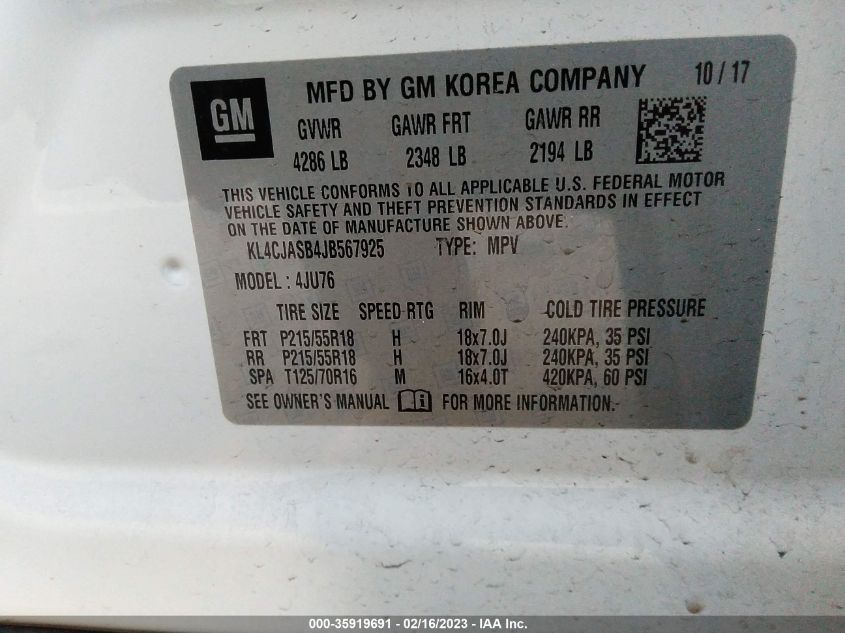 GM
MFD BY GM KOREA COMPANY 10/17
GVWR GAWR FRT GAWR RR
4286 LB 2348 LB 2194 LB
THIS VEHICLE CONFORMS TO ALL APPLICABLE U.S. FEDERAL MOTOR
VEHICLE SAFETY AND THEFT PREVENTION STANDARDS IN EFFECT
ON THE DATE OF MANUFACTURE SHOWN ABOVE.
KL4CJASB4JB567925 TYPE: MPV
MODEL: 4JU76
TIRE SIZE SPEED RTG RIM COLD TIRE PRESSURE
FRT P215/55R18 H 18x7.0J 240KPA, 35 PSI
RR P215/55R18 H 18x7.0J 240KPA, 35 PSI
SPA T125/70R16 M 16x4.0T 420KPA, 60 PSI
SEE OWNER'S MANUAL FOR MORE INFORMATION.
000-35919691 - 02/16/2023 - IAA Inc.